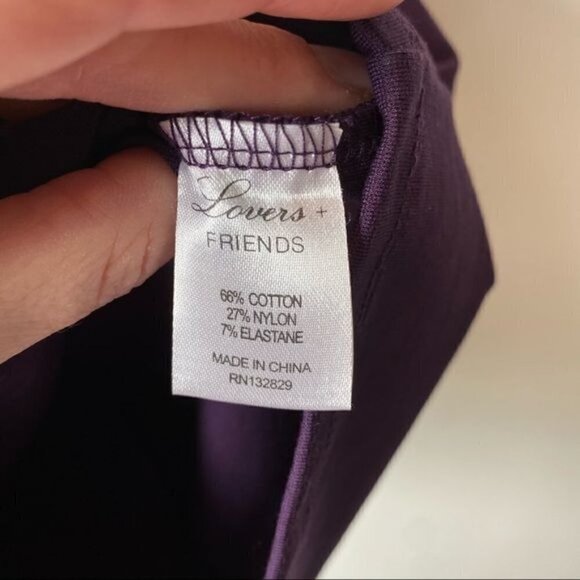 Lovers +
FRIENDS
66% COTTON
27% NYLON
7% ELASTANE
MADE IN CHINA
RN132829